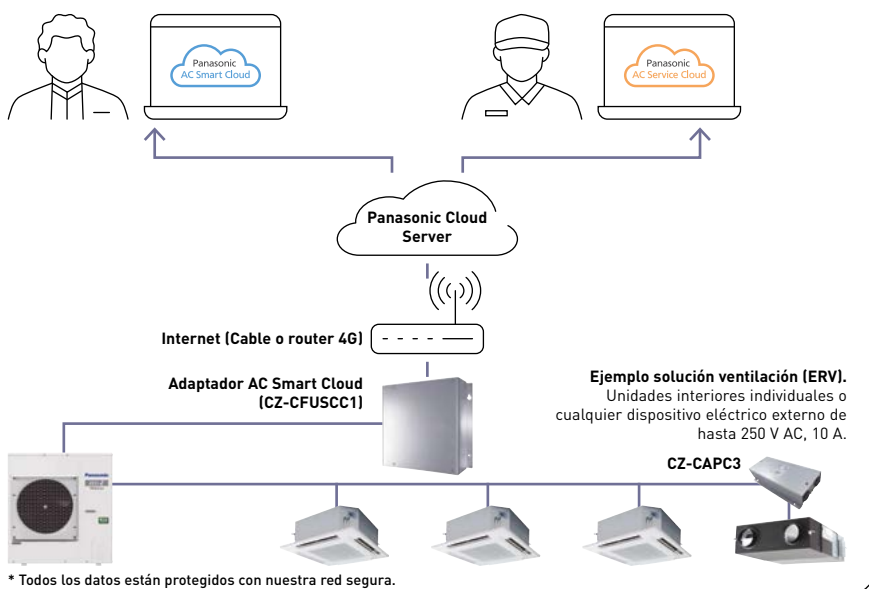 Panasonic
AC Smart Cloud
Panasonic
AC Service Cloud
Panasonic Cloud
Server
Internet (Cable o router 4G)
Adaptador AC Smart Cloud
(CZ-CFUSCC1)
Ejemplo solución ventilación (ERV).
Unidades interiores individuales o
cualquier dispositivo eléctrico externo de
hasta 250 V AC, 10 A.
CZ-CAPC3
Panasonic
* Todos los datos están protegidos con nuestra red segura.